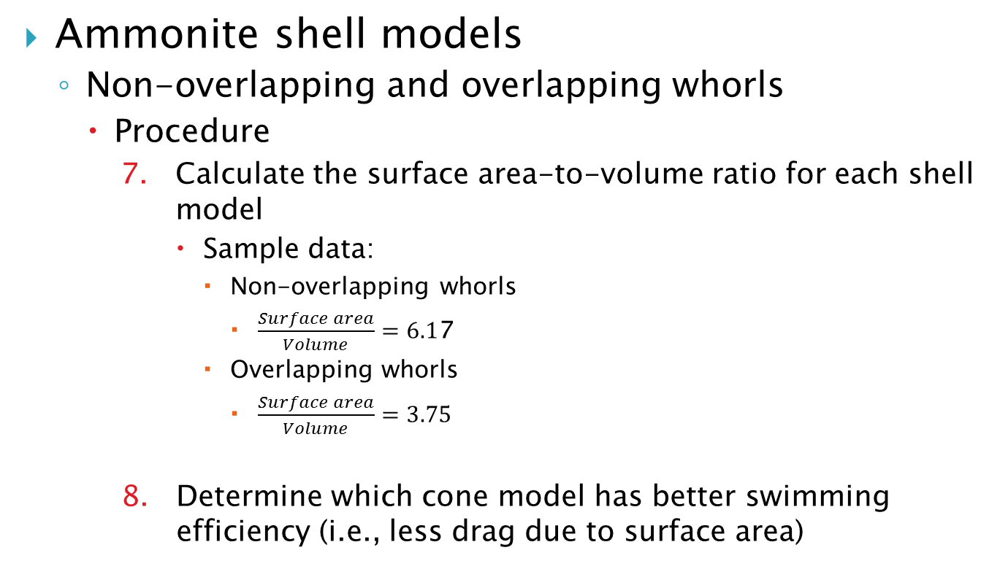 Ammonite shell models
Non-overlapping and overlapping whorls
Procedure
7. Calculate the surface area-to-volume ratio for each shell
model
Sample data:
Non-overlapping whorls
Surface area / Volume = 6.17
Overlapping whorls
Surface area / Volume = 3.75
8. Determine which cone model has better swimming
efficiency (i.e., less drag due to surface area)